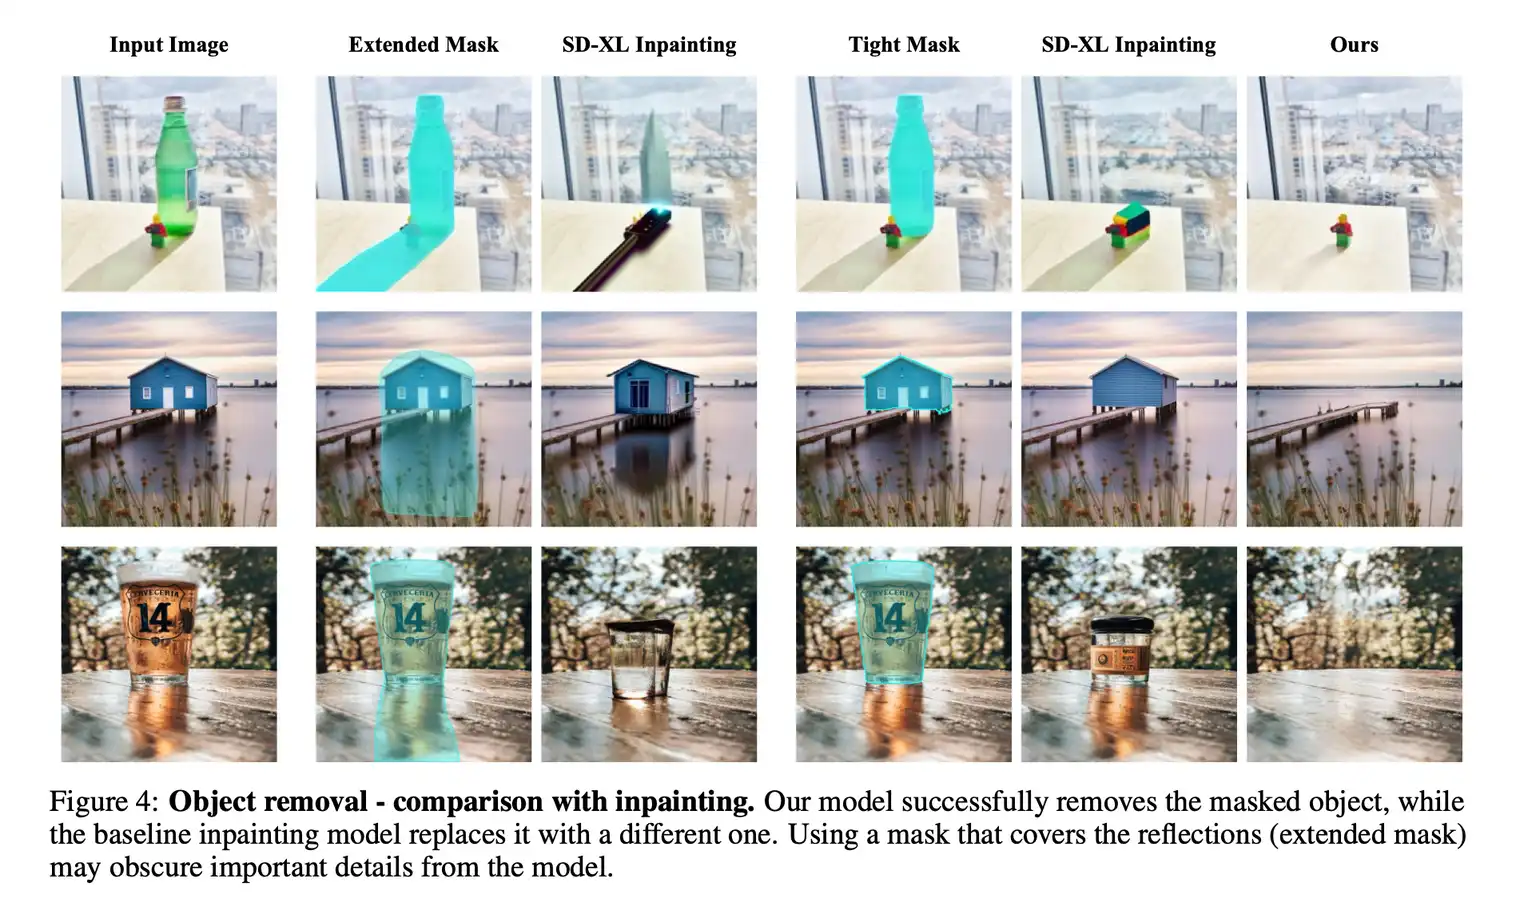 Input Image
Extended Mask
SD-XL Inpainting
Tight Mask
SD-XL Inpainting
Ours
CERVECERIA
14
CERVECERIA
14
CERVECERIA
14
Figure 4: Object removal - comparison with inpainting. Our model successfully removes the masked object, while
the baseline inpainting model replaces it with a different one. Using a mask that covers the reflections (extended mask)
may obscure important details from the model.